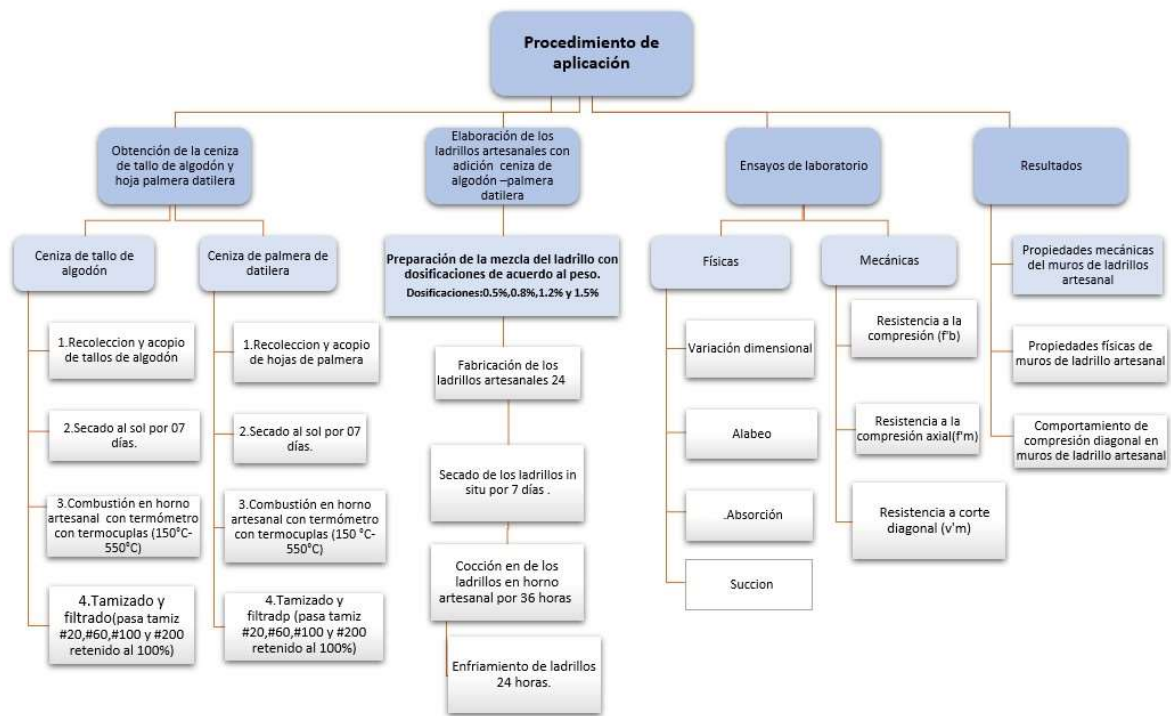 Procedimiento de
aplicación
Obtención de la ceniza
de tallo de algodón y
hoja palmera datilera
Elaboración de los
ladrillos artesanales con
adición ceniza de
algodón –palmera
datilera
Ensayos de laboratorio
Resultados
Ceniza de tallo de
algodón
1.Recoleccion y acopio
de tallos de algodón
2.Secado al sol por 07
días.
3.Combustión en horno
artesanal con termómetro
con termocuplas (150°C-
550°C)
4.Tamizado y
filtrado(pasa tamiz
#20,#60,#100 y #200
retenido al 100%)
Ceniza de palmera de
datilera
1.Recoleccion y acopio
de hojas de palmera
2.Secado al sol por 07
días.
3.Combustión en horno
artesanal con termómetro
con termocuplas (150 °C-
550°C)
4.Tamizado y
filtradp (pasa tamiz
#20,#60,#100 y #200
retenido al 100%)
Preparación de la mezcla del ladrillo con
dosificaciones de acuerdo al peso.
Dosificaciones:0.5%,0.8%,1.2% y 1.5%
Fabricación de los
ladrillos artesanales 24
Secado de los ladrillos in
situ por 7 días .
Cocción en de los
ladrillos en horno
artesanal por 36 horas
Enfriamiento de ladrillos
24 horas.
Físicas
Variación dimensional
Alabeo
.Absorción
Succion
Mecánicas
Resistencia a la
compresión (f'b)
Resistencia a la
compresión axial(f'm)
Resistencia a corte
diagonal (v'm)
Propiedades mecánicas
del muros de ladrillos
artesanal
Propiedades físicas de
muros de ladrillo artesanal
Comportamiento de
compresión diagonal en
muros de ladrillo artesanal